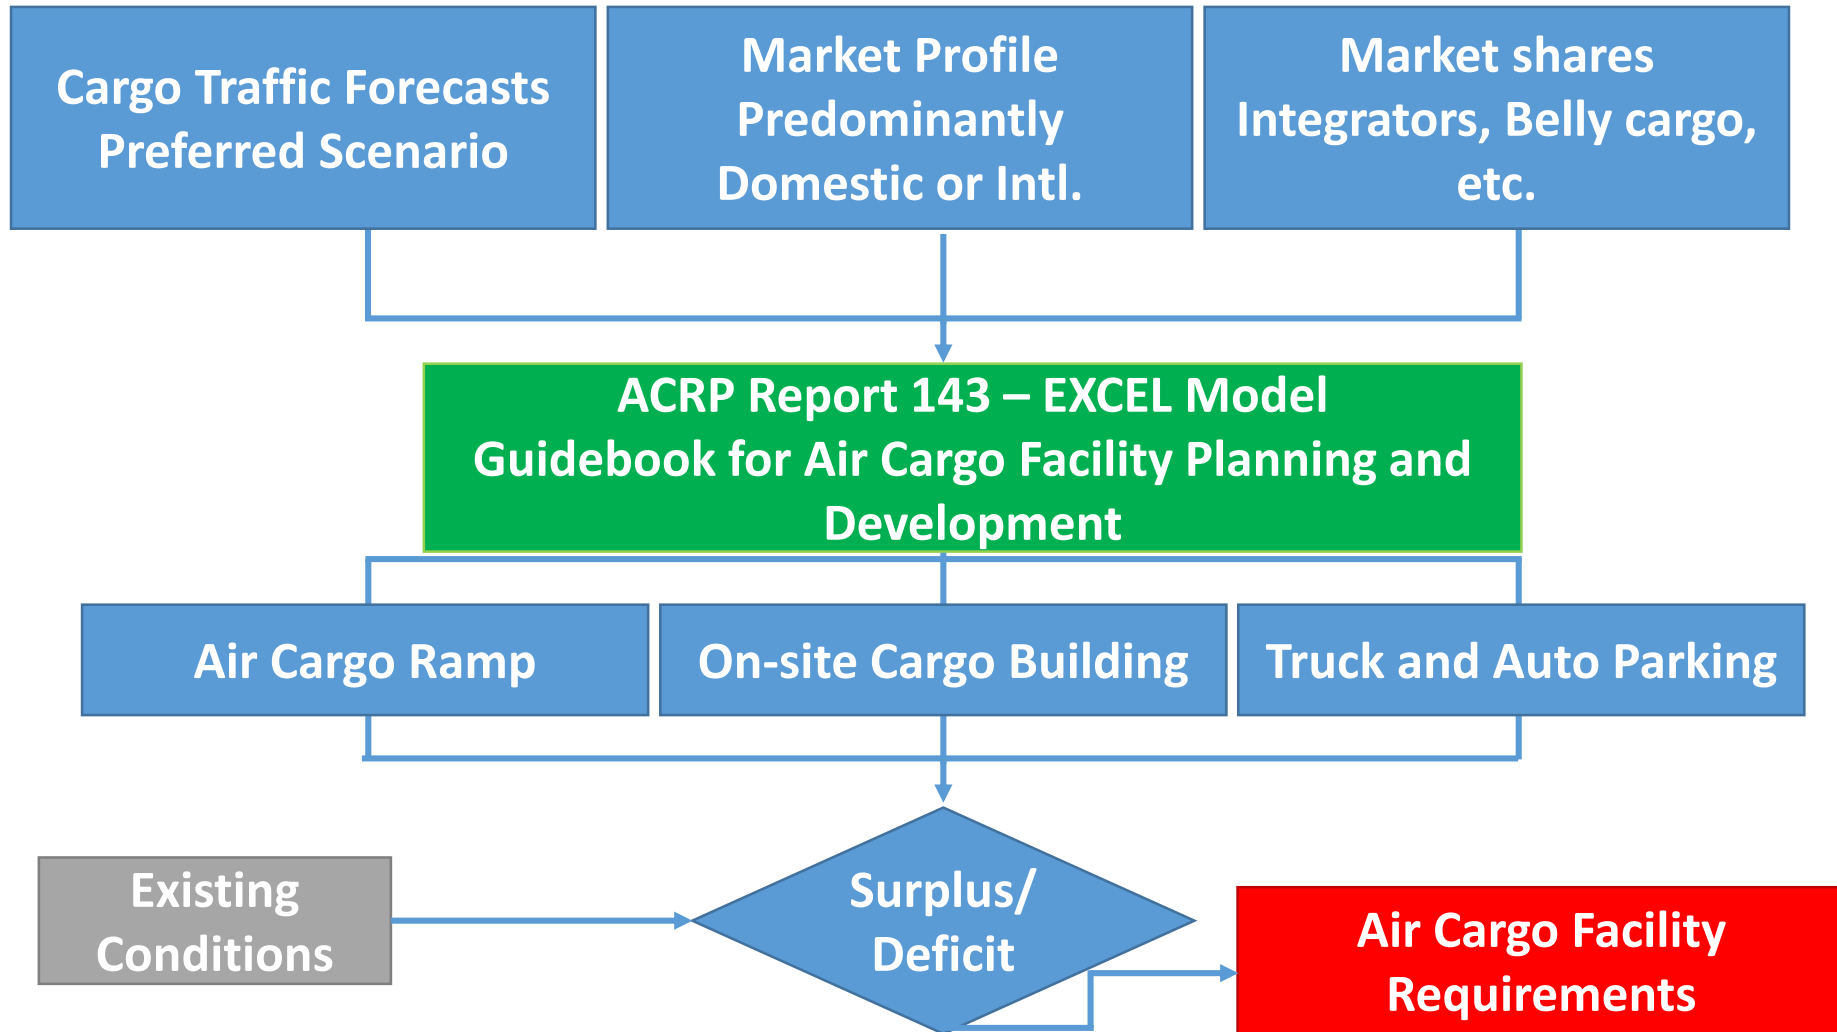 Cargo Traffic Forecasts
Preferred Scenario
Market Profile
Predominantly
Domestic or Intl.
Market shares
Integrators, Belly cargo,
etc.
ACRP Report 143 – EXCEL Model
Guidebook for Air Cargo Facility Planning and
Development
Air Cargo Ramp
On-site Cargo Building
Truck and Auto Parking
Existing
Conditions
Surplus/
Deficit
Air Cargo Facility
Requirements